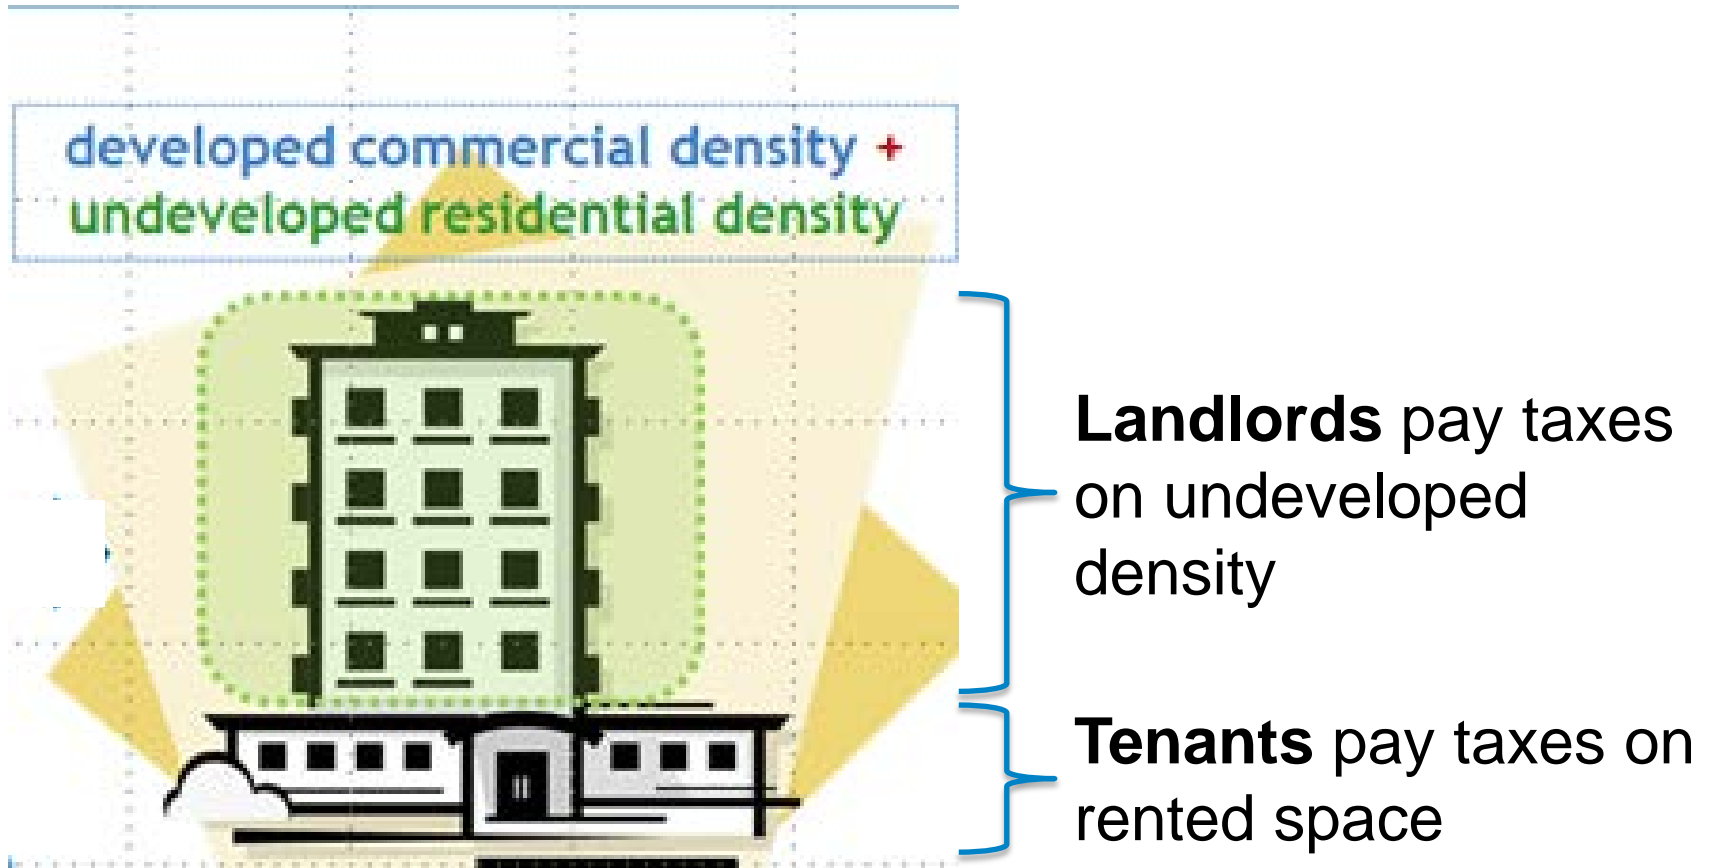 developed commercial density +
undeveloped residential density
Landlords pay taxes
on undeveloped
density
Tenants pay taxes on
rented space